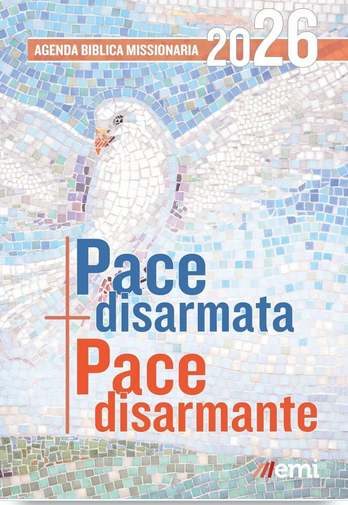 AGENDA BIBLICA MISSIONARIA 2026
Pace
disarmata
Pace
disarmante
emi